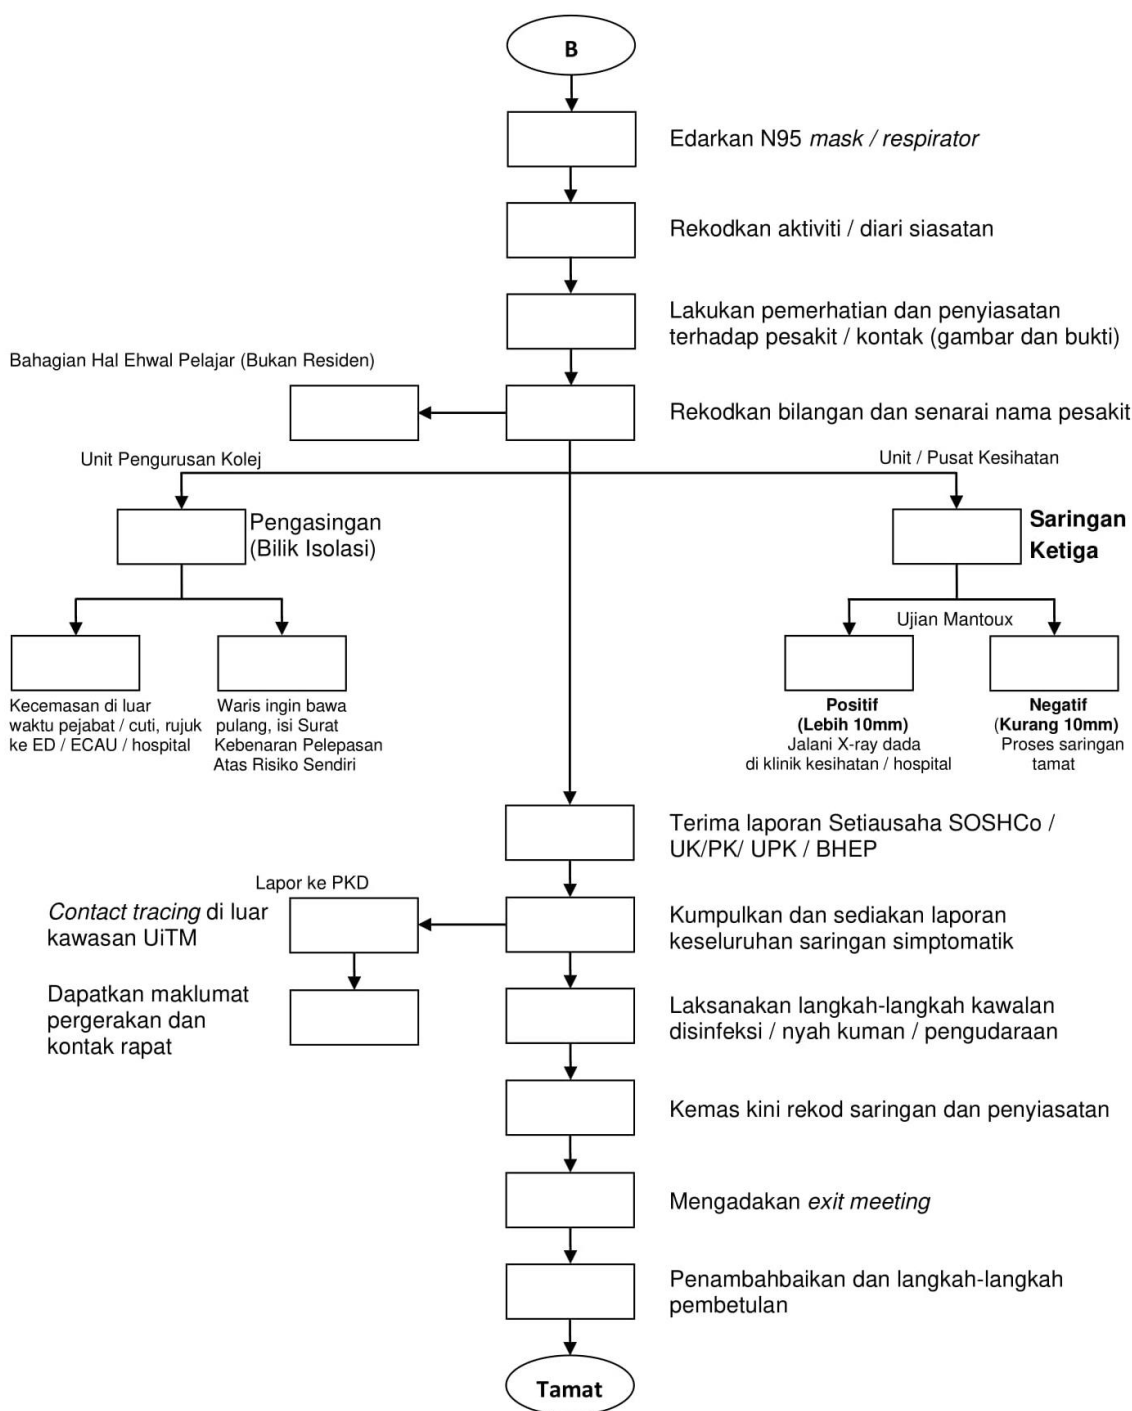 B
Edarkan N95 mask / respirator
Rekodkan aktiviti / diari siasatan
Lakukan pemerhatian dan penyiasatan
terhadap pesakit / kontak (gambar dan bukti)
Bahagian Hal Ehwal Pelajar (Bukan Residen)
Rekodkan bilangan dan senarai nama pesakit
Unit Pengurusan Kolej
Unit / Pusat Kesihatan
Pengasingan
(Bilik Isolasi)
Saringan
Ketiga
Ujian Mantoux
Kecemasan di luar
waktu pejabat / cuti, rujuk
ke ED / ECAU / hospital
Waris ingin bawa
pulang, isi Surat
Kebenaran Pelepasan
Atas Risiko Sendiri
Positif
(Lebih 10mm)
Jalani X-ray dada
di klinik kesihatan / hospital
Negatif
(Kurang 10mm)
Proses saringan
tamat
Terima laporan Setiausaha SOSHCo /
UK/PK/ UPK / BHEP
Lapor ke PKD
Contact tracing di luar
kawasan UiTM
Kumpulkan dan sediakan laporan
keseluruhan saringan simptomatik
Dapatkan maklumat
pergerakan dan
kontak rapat
Laksanakan langkah-langkah kawalan
disinfeksi / nyah kuman / pengudaraan
Kemas kini rekod saringan dan penyiasatan
Mengadakan exit meeting
Penambahbaikan dan langkah-langkah
pembetulan
Tamat